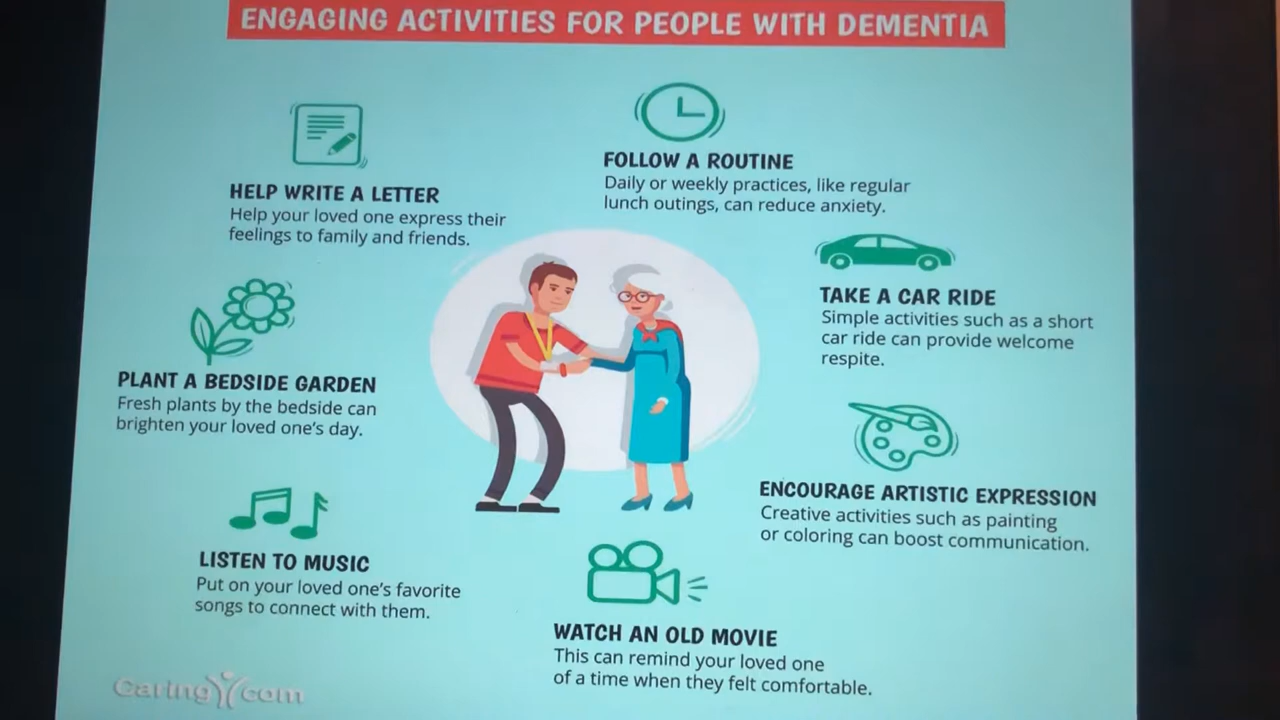 ENGAGING ACTIVITIES FOR PEOPLE WITH DEMENTIA
HELP WRITE A LETTER
Help your loved one express their
feelings to family and friends.
FOLLOW A ROUTINE
Daily or weekly practices, like regular
lunch outings, can reduce anxiety.
TAKE A CAR RIDE
Simple activities such as a short
car ride can provide welcome
respite.
PLANT A BEDSIDE GARDEN
Fresh plants by the bedside can
brighten your loved one's day.
ENCOURAGE ARTISTIC EXPRESSION
Creative activities such as painting
or coloring can boost communication.
LISTEN TO MUSIC
Put on your loved one's favorite
songs to connect with them.
WATCH AN OLD MOVIE
This can remind your loved one
of a time when they felt comfortable.
Caring com